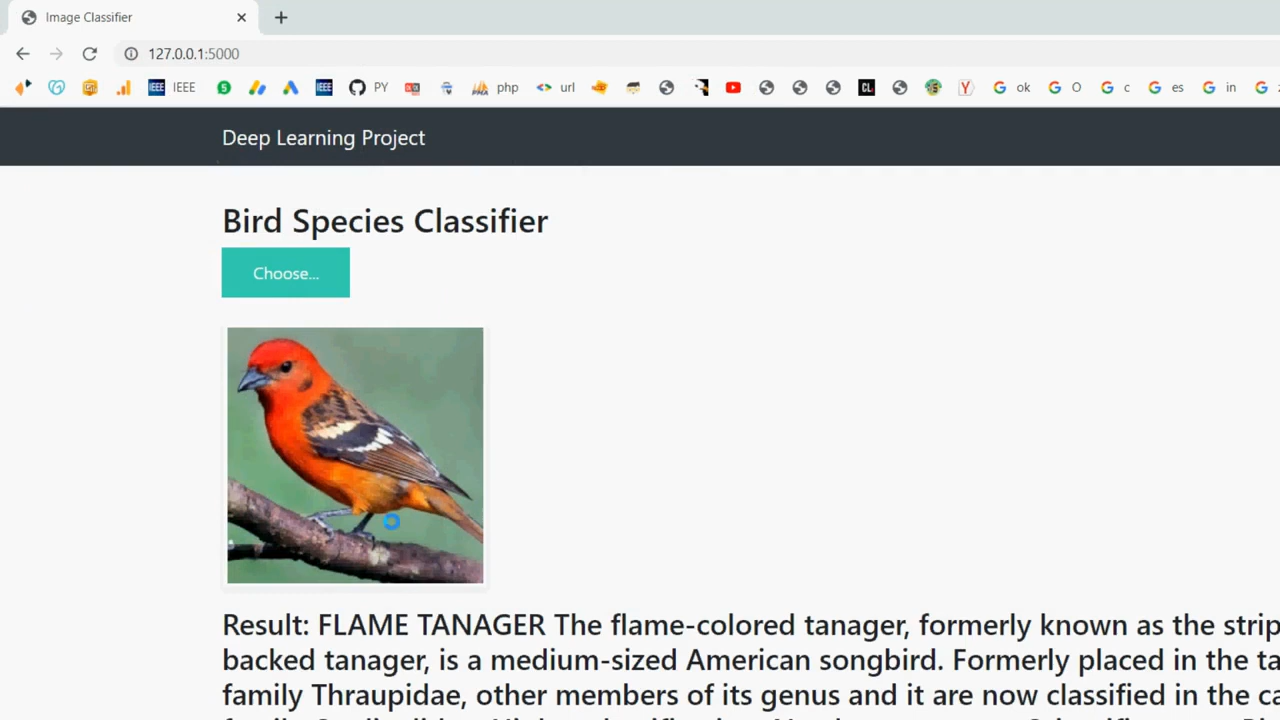 Image Classifier
127.0.0.1:5000
IEEE PY php url ok O c es in
Deep Learning Project
Bird Species Classifier
Choose...
Result: FLAME TANAGER The flame-colored tanager, formerly known as the strip
backed tanager, is a medium-sized American songbird. Formerly placed in the ta
family Thraupidae, other members of its genus and it are now classified in the ca